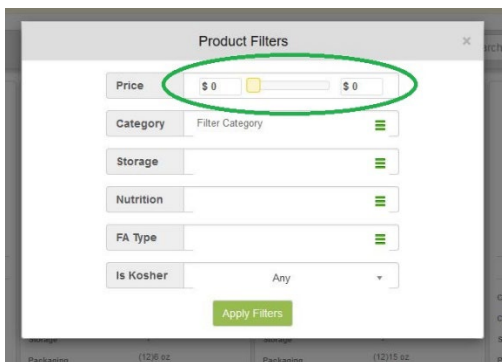 Product Filters ×
arch
Price $ 0 $ 0
Category Filter Category
Storage
Nutrition
FA Type
Is Kosher Any
Apply Filters
Storage Storage
Packaging (12)6 oz Packaging (12)15 oz